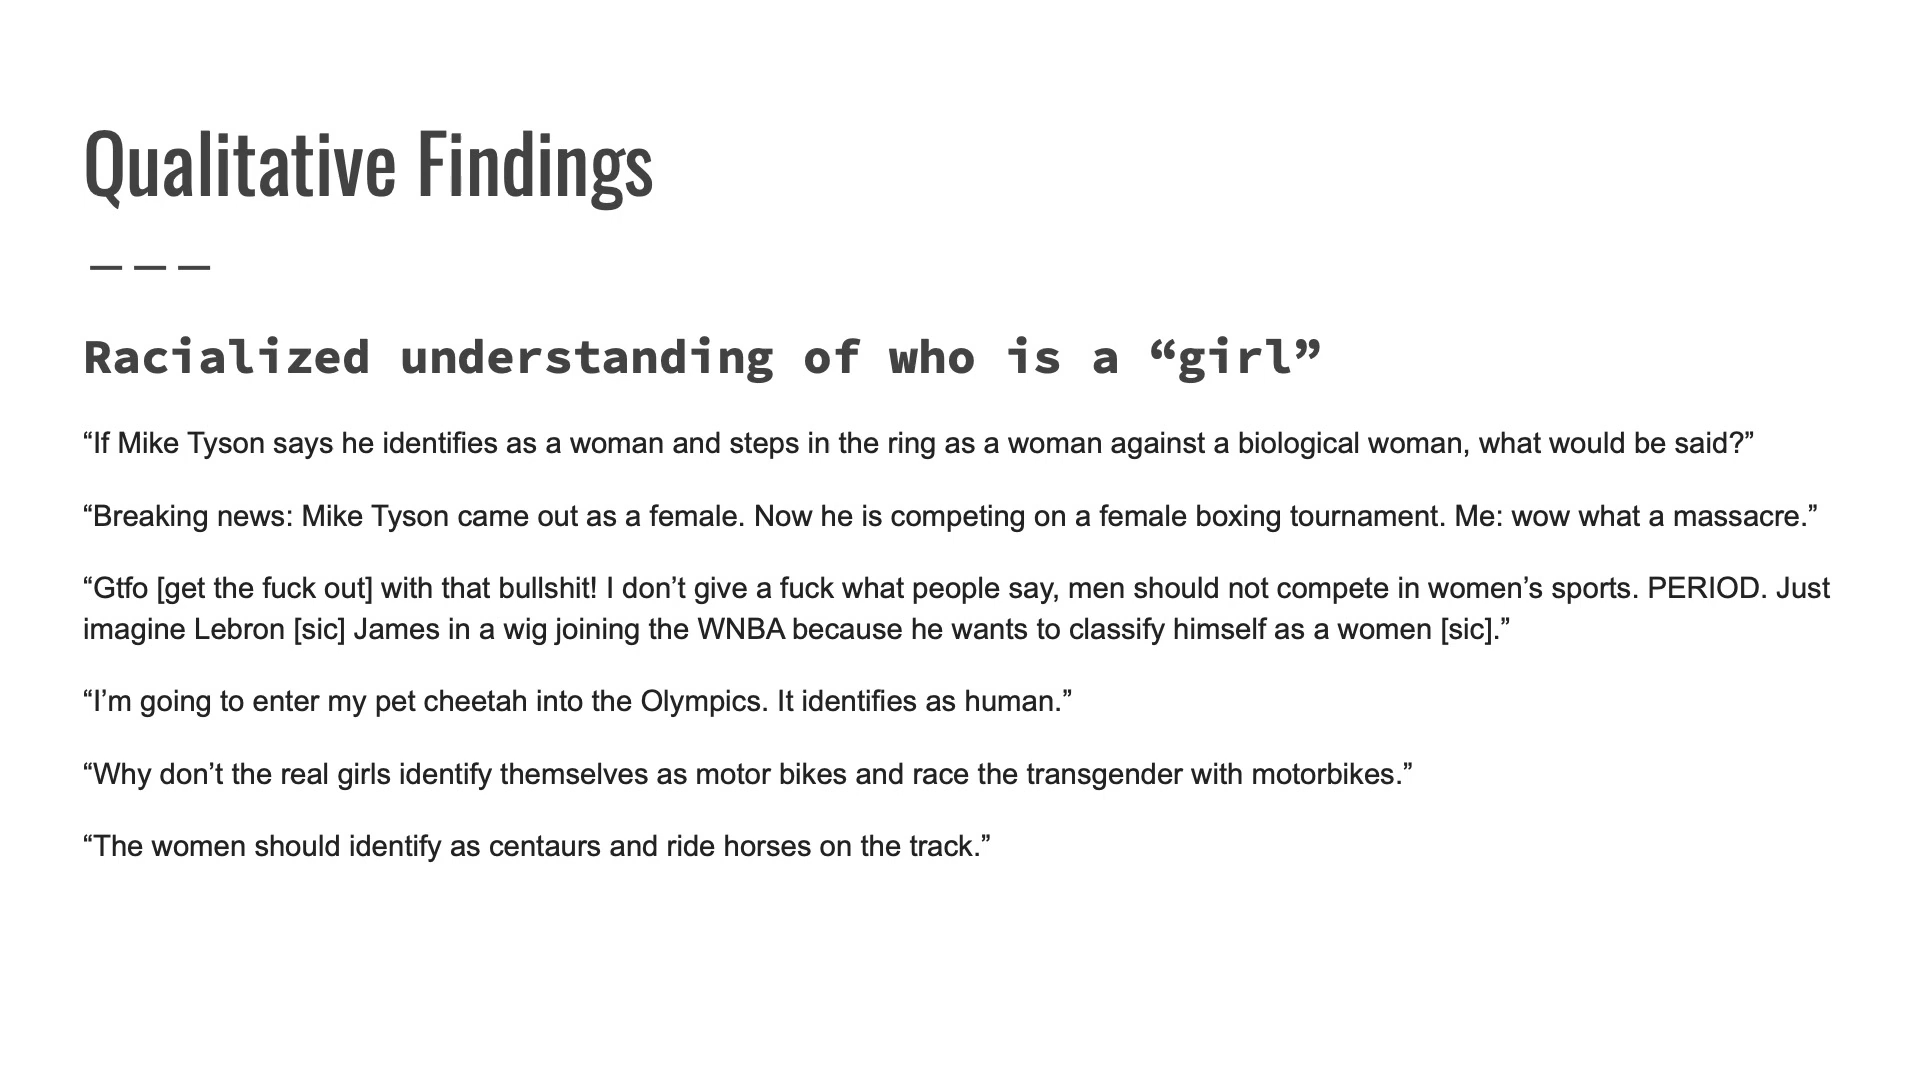 Qualitative Findings
Racialized understanding of who is a “girl”
“If Mike Tyson says he identifies as a woman and steps in the ring as a woman against a biological woman, what would be said?”
“Breaking news: Mike Tyson came out as a female. Now he is competing on a female boxing tournament. Me: wow what a massacre.”
“Gtfo [get the fuck out] with that bullshit! I don’t give a fuck what people say, men should not compete in women’s sports. PERIOD. Just
imagine Lebron [sic] James in a wig joining the WNBA because he wants to classify himself as a women [sic].”
“I’m going to enter my pet cheetah into the Olympics. It identifies as human.”
“Why don’t the real girls identify themselves as motor bikes and race the transgender with motorbikes.”
“The women should identify as centaurs and ride horses on the track.”